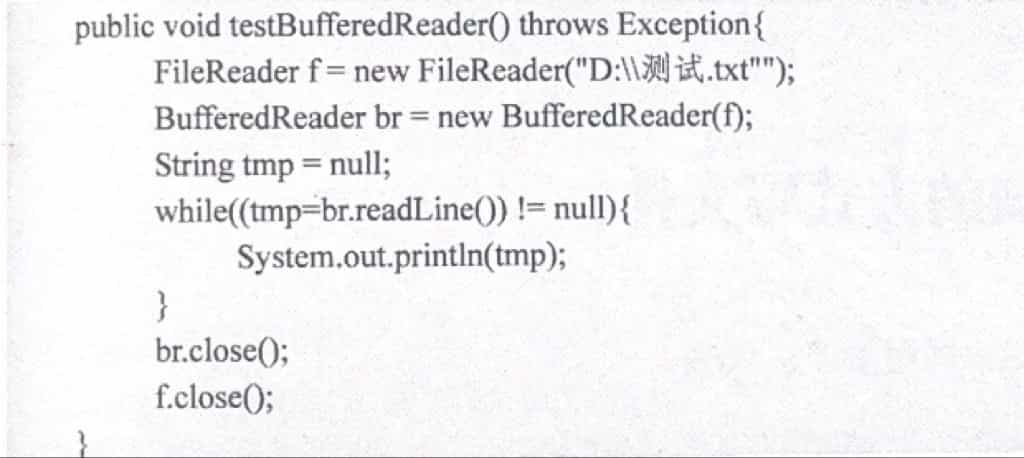 public void testBufferedReader() throws Exception{
FileReader f = new FileReader("D:\\测试.txt"");
BufferedReader br = new BufferedReader(f);
String tmp = null;
while((tmp=br.readLine()) != null){
System.out.println(tmp);
}
br.close();
f.close();
}